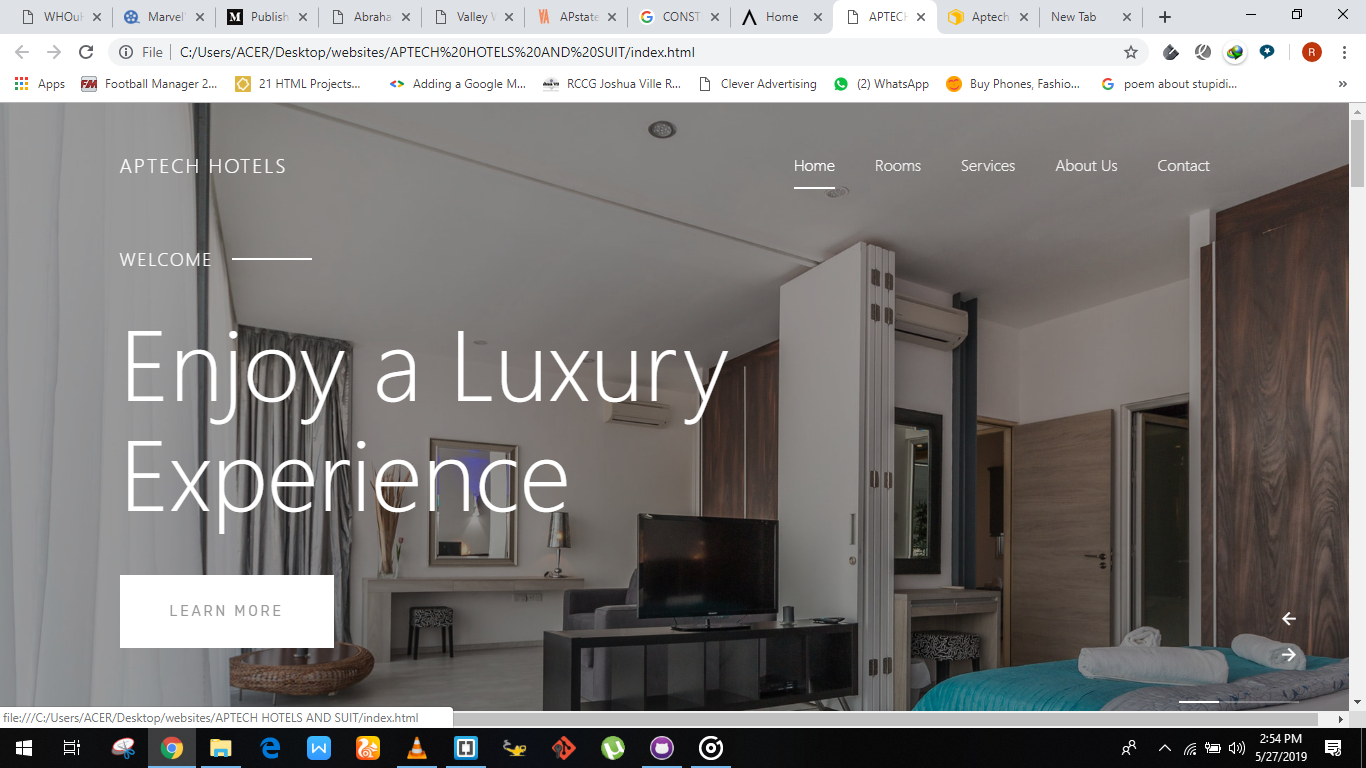 WHOu
Marvel'
Publish
Abraha
Valley V
APstate
CONST
Home
APTECH
Aptech
New Tab
File
C:/Users/ACER/Desktop/websites/APTECH%20HOTELS%20AND%20SUIT/index.html
R
Apps
Football Manager 2...
21 HTML Projects...
Adding a Google M...
RCCG Joshua Ville R...
Clever Advertising
(2) WhatsApp
Buy Phones, Fashio...
poem about stupidi...
»
APTECH HOTELS
Home
Rooms
Services
About Us
Contact
WELCOME
Enjoy a Luxury
Experience
LEARN MORE
file:///C:/Users/ACER/Desktop/websites/APTECH HOTELS AND SUIT/index.html
2:54 PM
5/27/2019